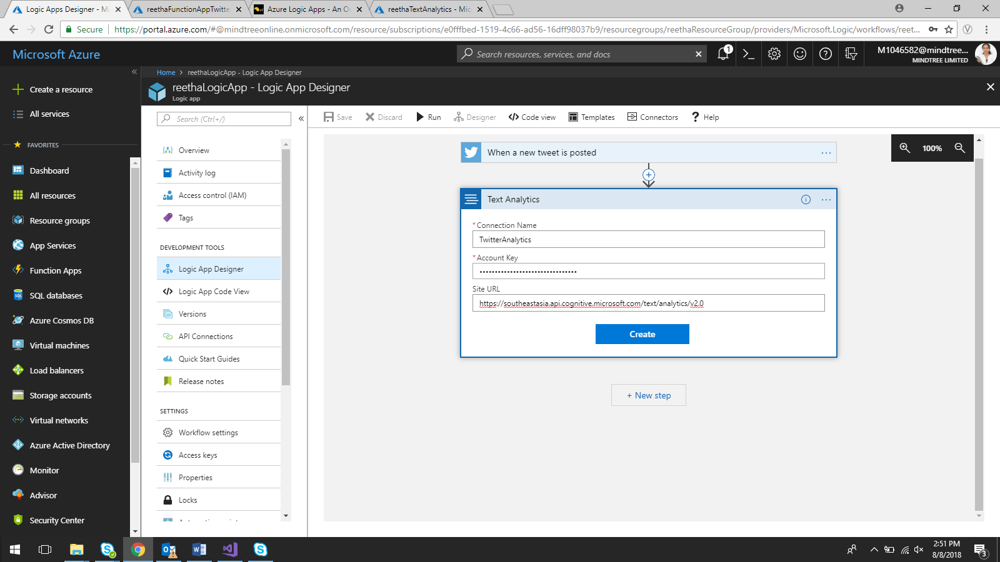 Logic Apps Designer - Mi
reethaFunctionAppTwitte
Azure Logic Apps - An O
reethaTextAnalytics - Mic
Secure
https://portal.azure.com/#@mindtreeonline.onmicrosoft.com/resource/subscriptions/e0fffbed-1519-4c66-ad56-16dff98037b9/resourcegroups/reethaResourceGroup/providers/Microsoft.Logic/workflows/reet...
Microsoft Azure
Search resources, services, and docs
1
M1046582@mindtree...
MINDTREE LIMITED
Create a resource
All services
FAVORITES
Dashboard
All resources
Resource groups
App Services
Function Apps
SQL databases
Azure Cosmos DB
Virtual machines
Load balancers
Storage accounts
Virtual networks
Azure Active Directory
Monitor
Advisor
Security Center
Home > reethaLogicApp - Logic App Designer
reethaLogicApp - Logic App Designer
Logic app
Search (Ctrl+/)
Overview
Activity log
Access control (IAM)
Tags
DEVELOPMENT TOOLS
Logic App Designer
Logic App Code View
Versions
API Connections
Quick Start Guides
Release notes
SETTINGS
Workflow settings
Access keys
Properties
Locks
Save Discard Run Designer Code view Templates Connectors Help
100%
When a new tweet is posted
Text Analytics
* Connection Name
TwitterAnalytics
* Account Key
Site URL
https://southeastasia.api.cognitive.microsoft.com/text/analytics/v2.0
Create
+ New step
2:51 PM
8/8/2018
3